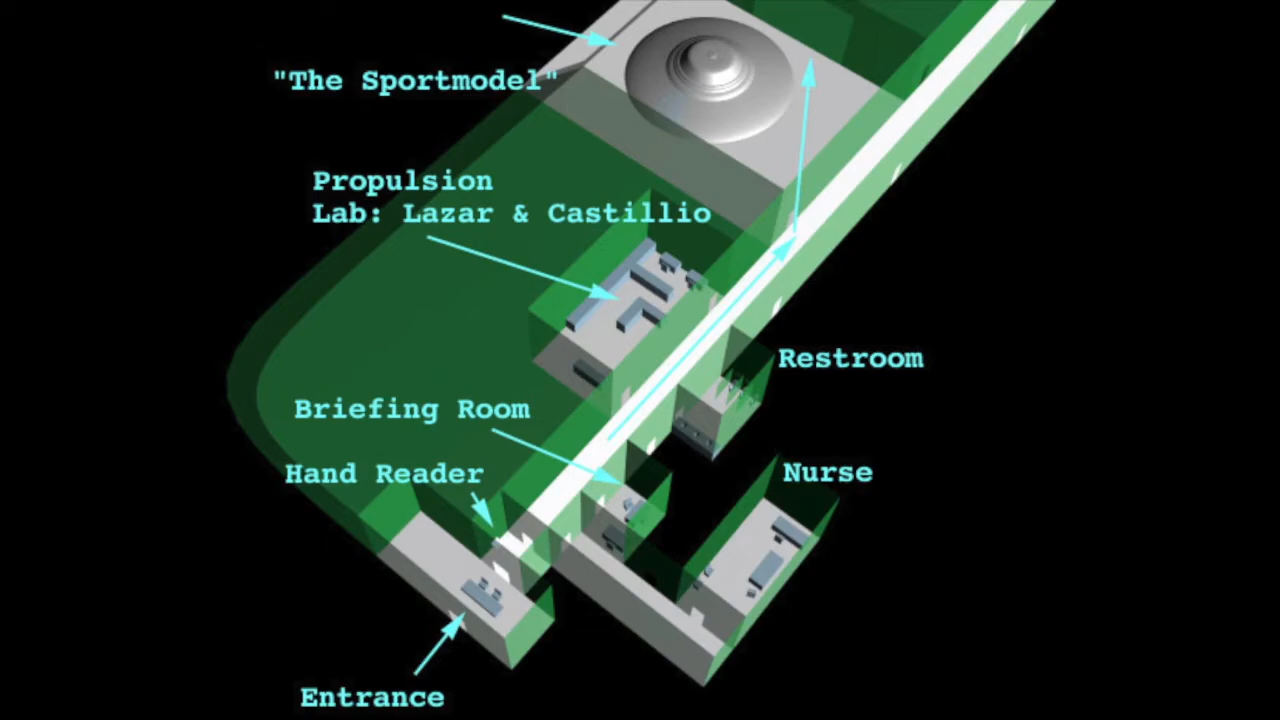 "The Sportmodel"
Propulsion
Lab: Lazar & Castillio
Restroom
Briefing Room
Hand Reader
Nurse
Entrance